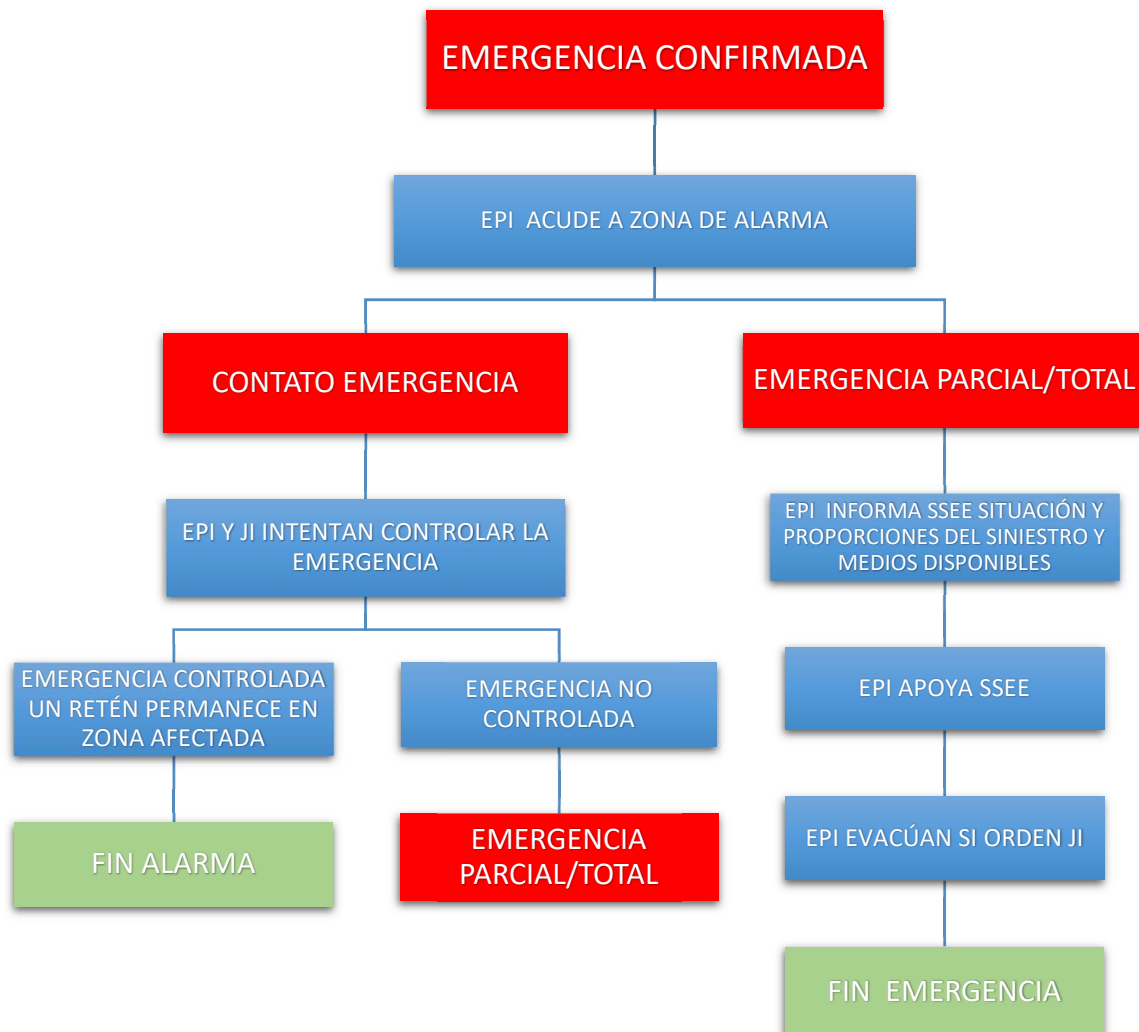 EMERGENCIA CONFIRMADA
EPI ACUDE A ZONA DE ALARMA
CONTATO EMERGENCIA
EMERGENCIA PARCIAL/TOTAL
EPI Y JI INTENTAN CONTROLAR LA
EMERGENCIA
EPI INFORMA SSEE SITUACIÓN Y
PROPORCIONES DEL SINIESTRO Y
MEDIOS DISPONIBLES
EMERGENCIA CONTROLADA
UN RETÉN PERMANECE EN
ZONA AFECTADA
EMERGENCIA NO
CONTROLADA
EPI APOYA SSEE
FIN ALARMA
EMERGENCIA
PARCIAL/TOTAL
EPI EVACÚAN SI ORDEN JI
FIN EMERGENCIA